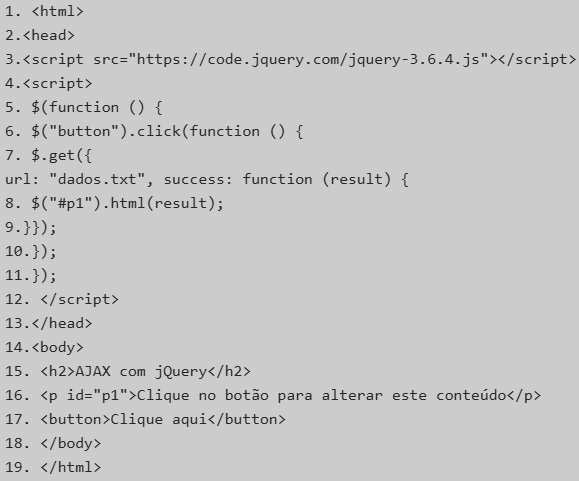 1. <html>
2.<head>
3.<script src="https://code.jquery.com/jquery-3.6.4.js"></script>
4.<script>
5. $(function () {
6. $("button").click(function () {
7. $.get({
url: "dados.txt", success: function (result) {
8. $("#p1").html(result);
9.}});
10.});
11.});
12. </script>
13.</head>
14.<body>
15. <h2>AJAX com jQuery</h2>
16. <p id="p1">Clique no botão para alterar este conteúdo</p>
17. <button>Clique aqui</button>
18. </body>
19. </html>